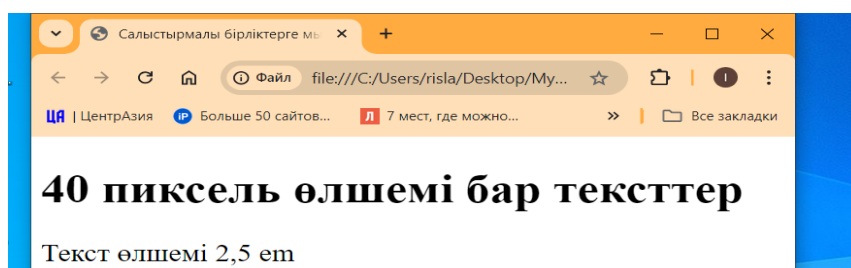 Салыстырмалы бірліктерге мы
Файл file:///C:/Users/risla/Desktop/My...
ЦА | ЦентрАзия iP Больше 50 сайтов... Л 7 мест, где можно... » Все закладки
40 пиксель өлшемі бар тексттер
Текст өлшемі 2,5 em